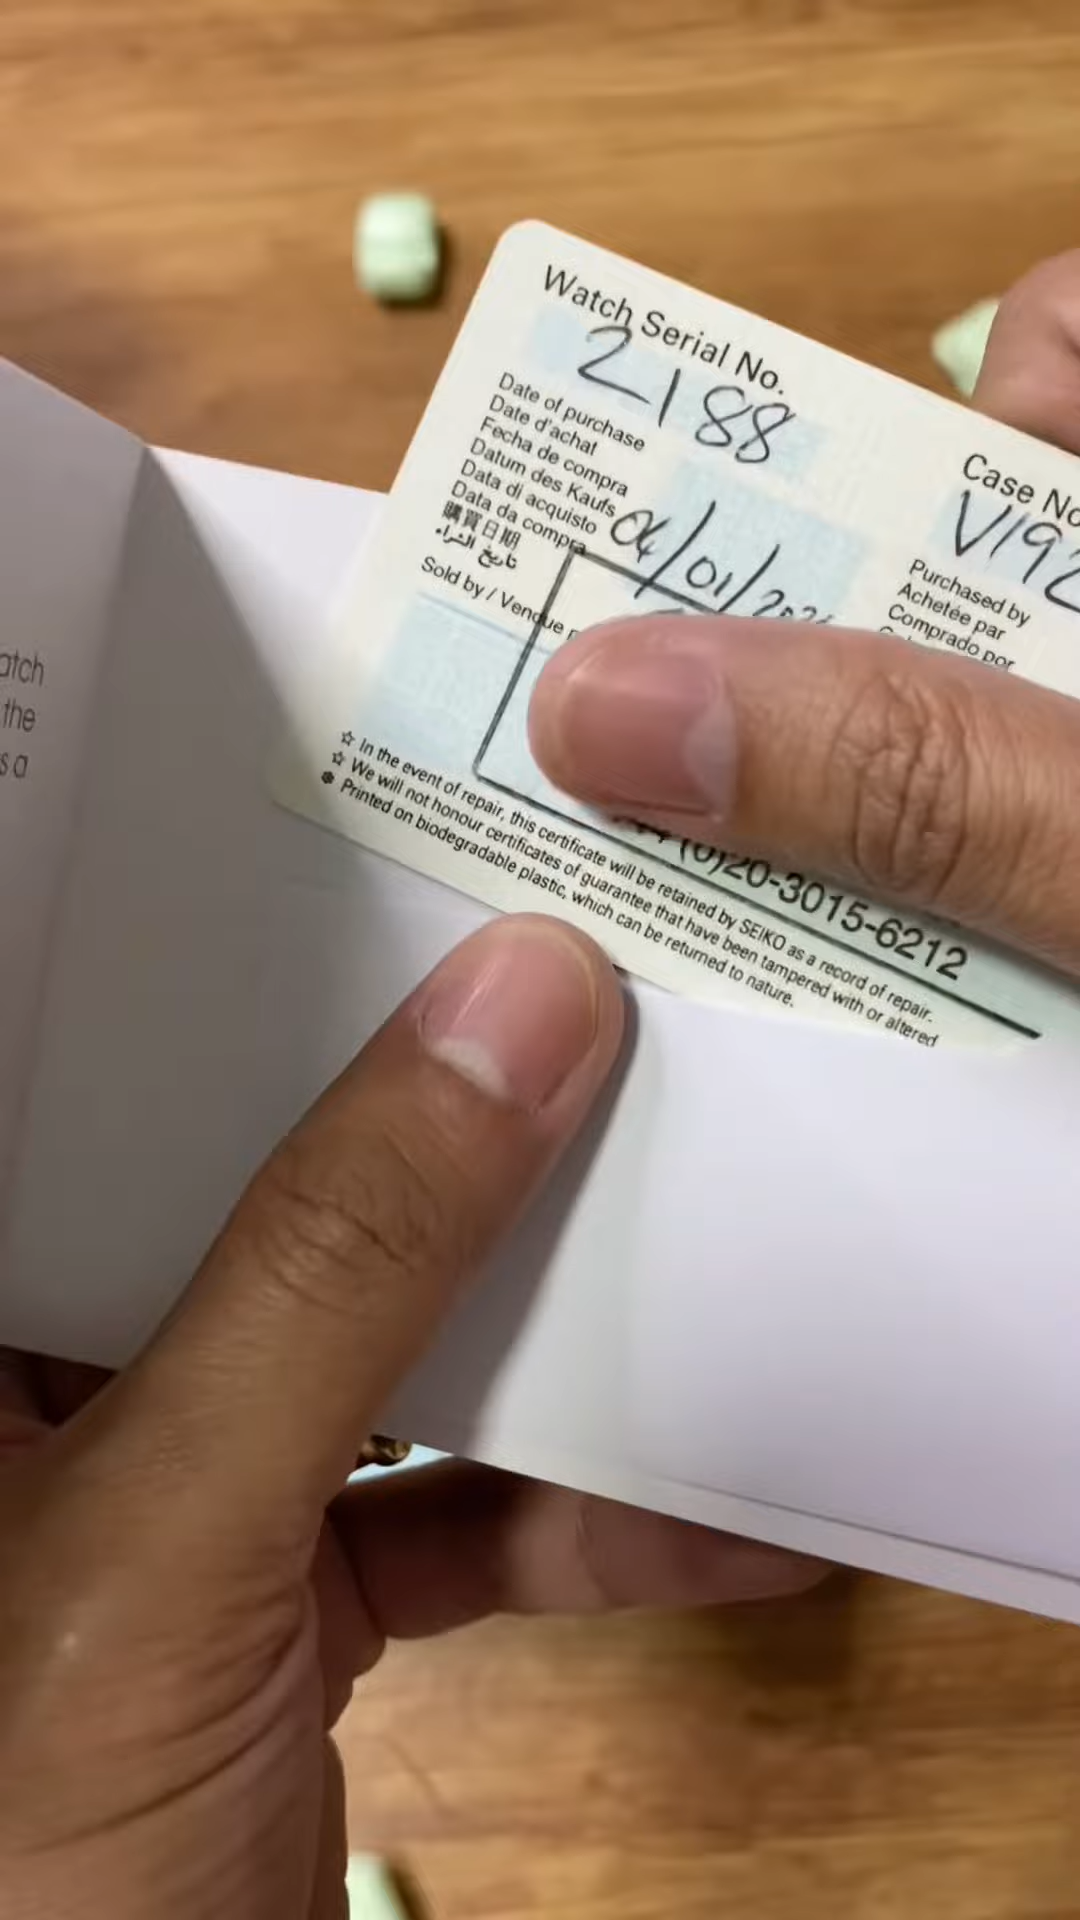 Watch Serial No.
2188
Date of purchase
Date d'achat
Fecha de compra
Datum des Kaufs
Data di acquisto
Data da compra
購買日期
تاريخ الشراء
Sold by / Vendue
Case No
V192
Purchased by
Achetée par
Comprado por
(0)20-3015-6212
☆ In the event of repair, this certificate will be retained by SEIKO as a record of repair.
☆ We will not honour certificates of guarantee that have been tampered with or altered
Printed on biodegradable plastic, which can be returned to nature.
atch
the
s a